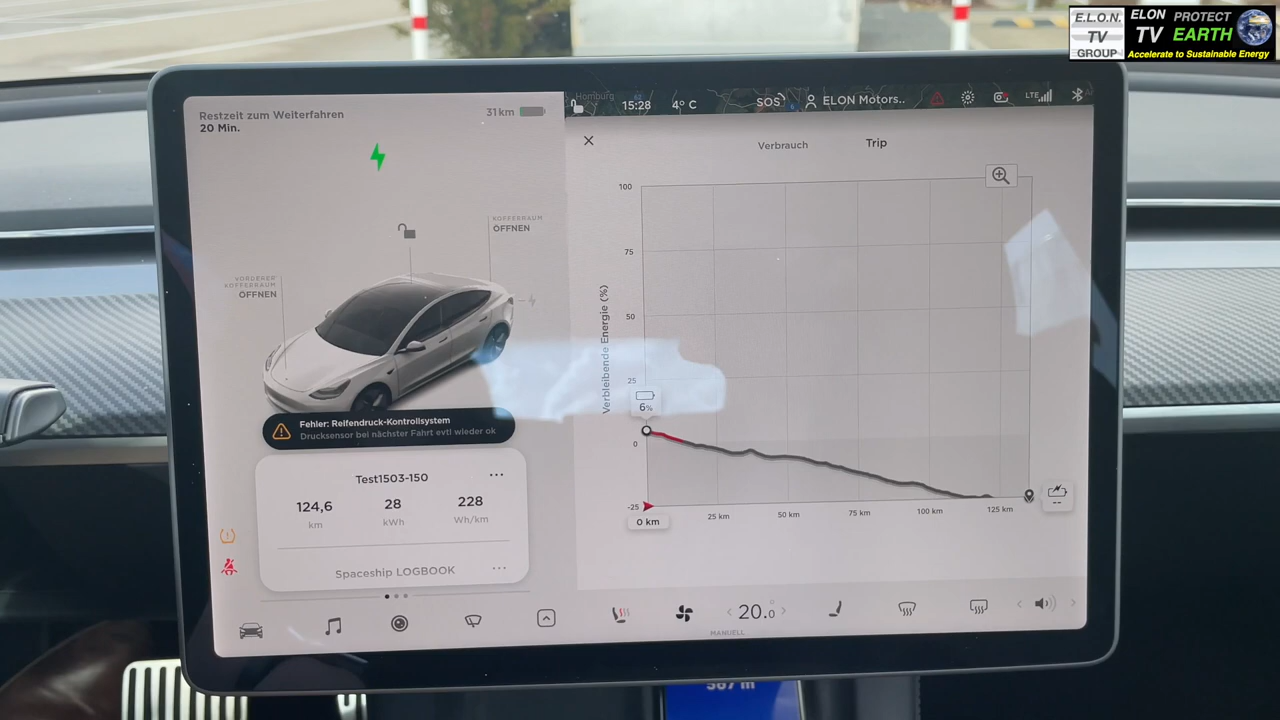 E.L.O.N.
TV
GROUP
ELON
TV
PROTECT
EARTH
Accelerate to Sustainable Energy
Restzeit zum Weiterfahren
20 Min.
31 km
Homburg
15:28
4° C
SOS
ELON Motors..
LTE
Verbrauch
Trip
KOFFERRAUM
ÖFFNEN
VORDERER
KOFFERRAUM
ÖFFNEN
Fehler: Reifendruck-Kontrollsystem
Drucksensor bei nächster Fahrt evtl wieder ok
Test1503-150
124,6
km
28
kWh
228
Wh/km
Spaceship LOGBOOK
Verbleibende Energie (%)
100
75
50
25
0
-25
6%
0 km
25 km
50 km
75 km
100 km
125 km
--
20.0
MANUELL